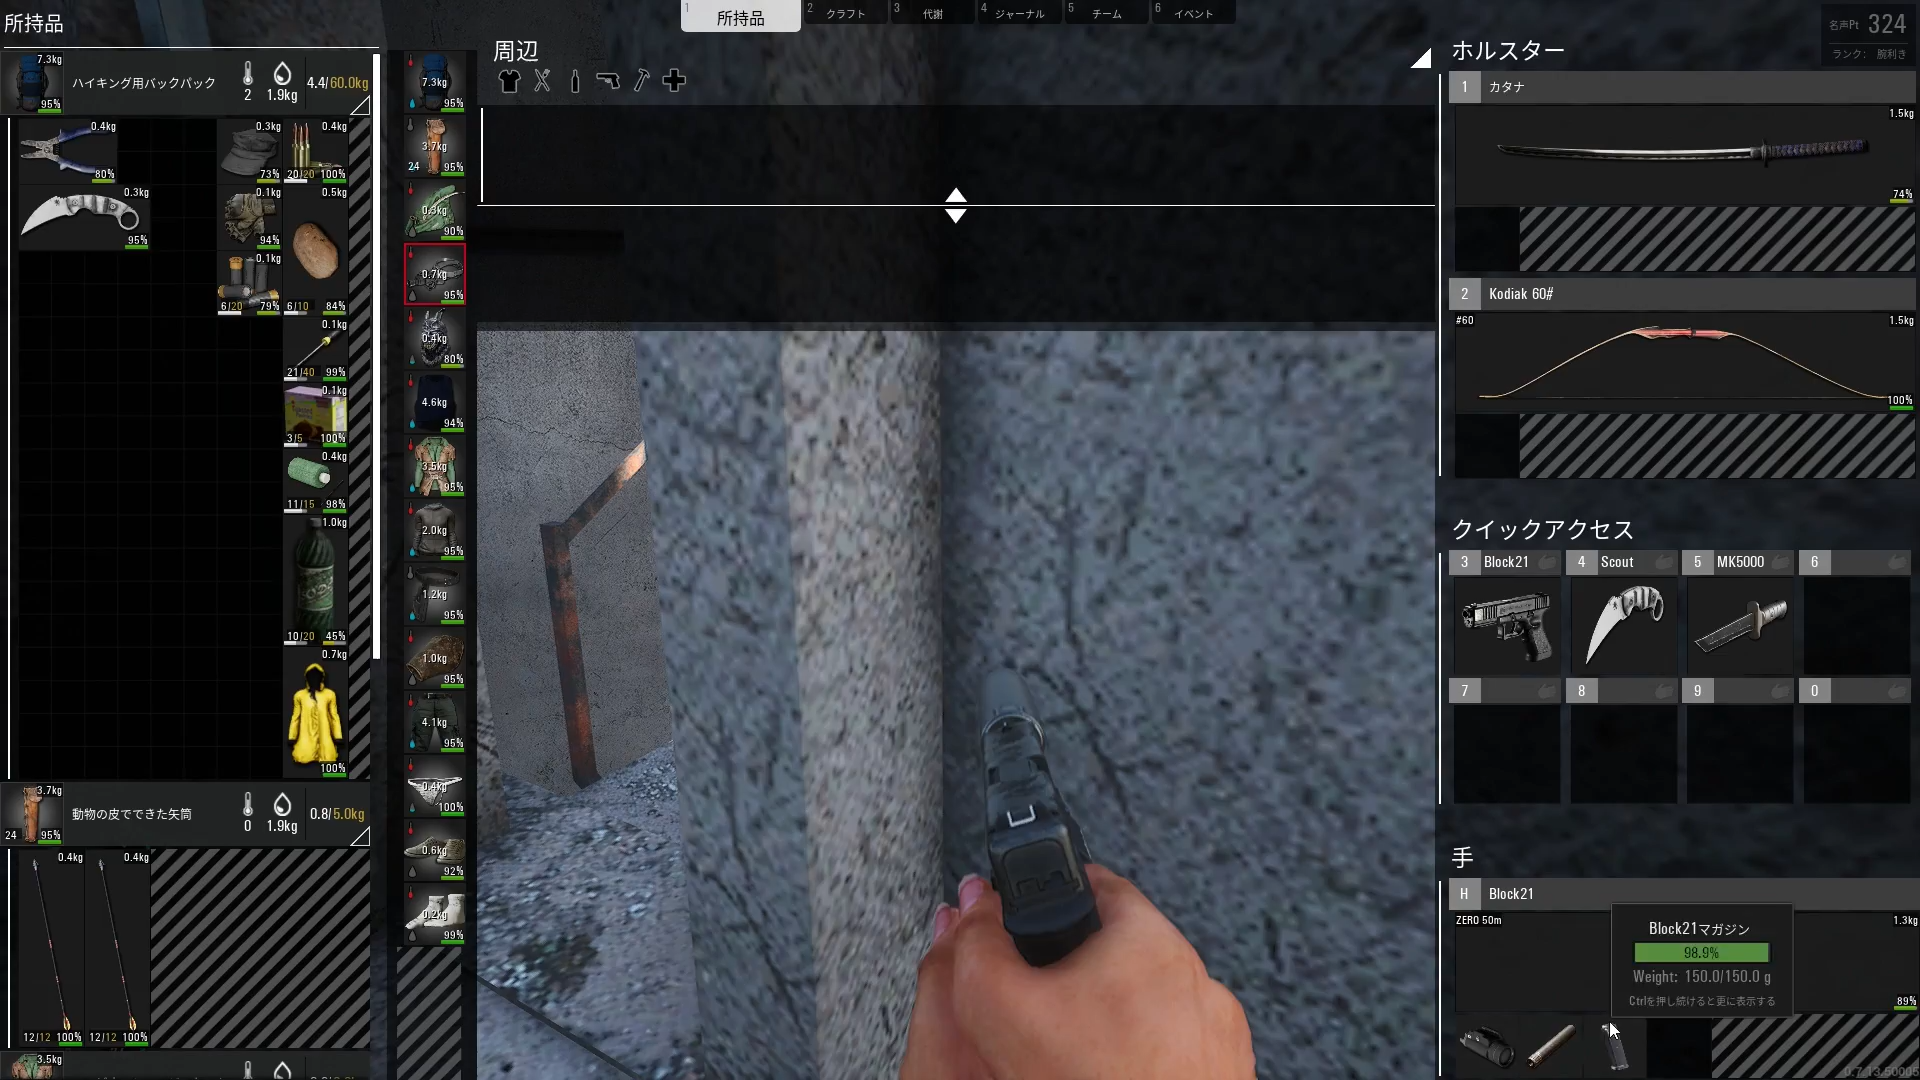 1 所持品
2 クラフト
3 代謝
4 ジャーナル
5 チーム
6 イベント
名声Pt 324
ランク: 腕利き
所持品
7.3kg
95%
ハイキング用バックパック
2
1.9kg
4.4/60.0kg
0.4kg
80%
0.3kg
73%
0.4kg
20/20 100%
0.3kg
95%
0.1kg
94%
0.5kg
6/10 84%
0.1kg
6/20 79%
0.1kg
21/40 99%
0.1kg
3/5 100%
0.4kg
11/15 98%
1.0kg
10/20 45%
0.7kg
100%
3.7kg
24 95%
動物の皮でできた矢筒
0
1.9kg
0.8/5.0kg
0.4kg
12/12 100%
0.4kg
12/12 100%
3.5kg
7.3kg
95%
3.7kg
24 95%
0.3kg
90%
0.7kg
95%
0.4kg
80%
4.6kg
94%
3.5kg
95%
2.0kg
95%
1.2kg
95%
1.0kg
95%
4.1kg
95%
0.4kg
100%
0.6kg
92%
0.2kg
99%
周辺
ホルスター
1 カタナ
1.5kg
74%
2 Kodiak 60#
#60
1.5kg
100%
クイックアクセス
3 Block21
4 Scout
5 MK5000
6
7
8
9
0
手
H Block21
ZERO 50m
1.3kg
89%
Block21マガジン
98.9%
Weight: 150.0/150.0 g
Ctrlを押し続けると更に表示する
0.7.13.50005